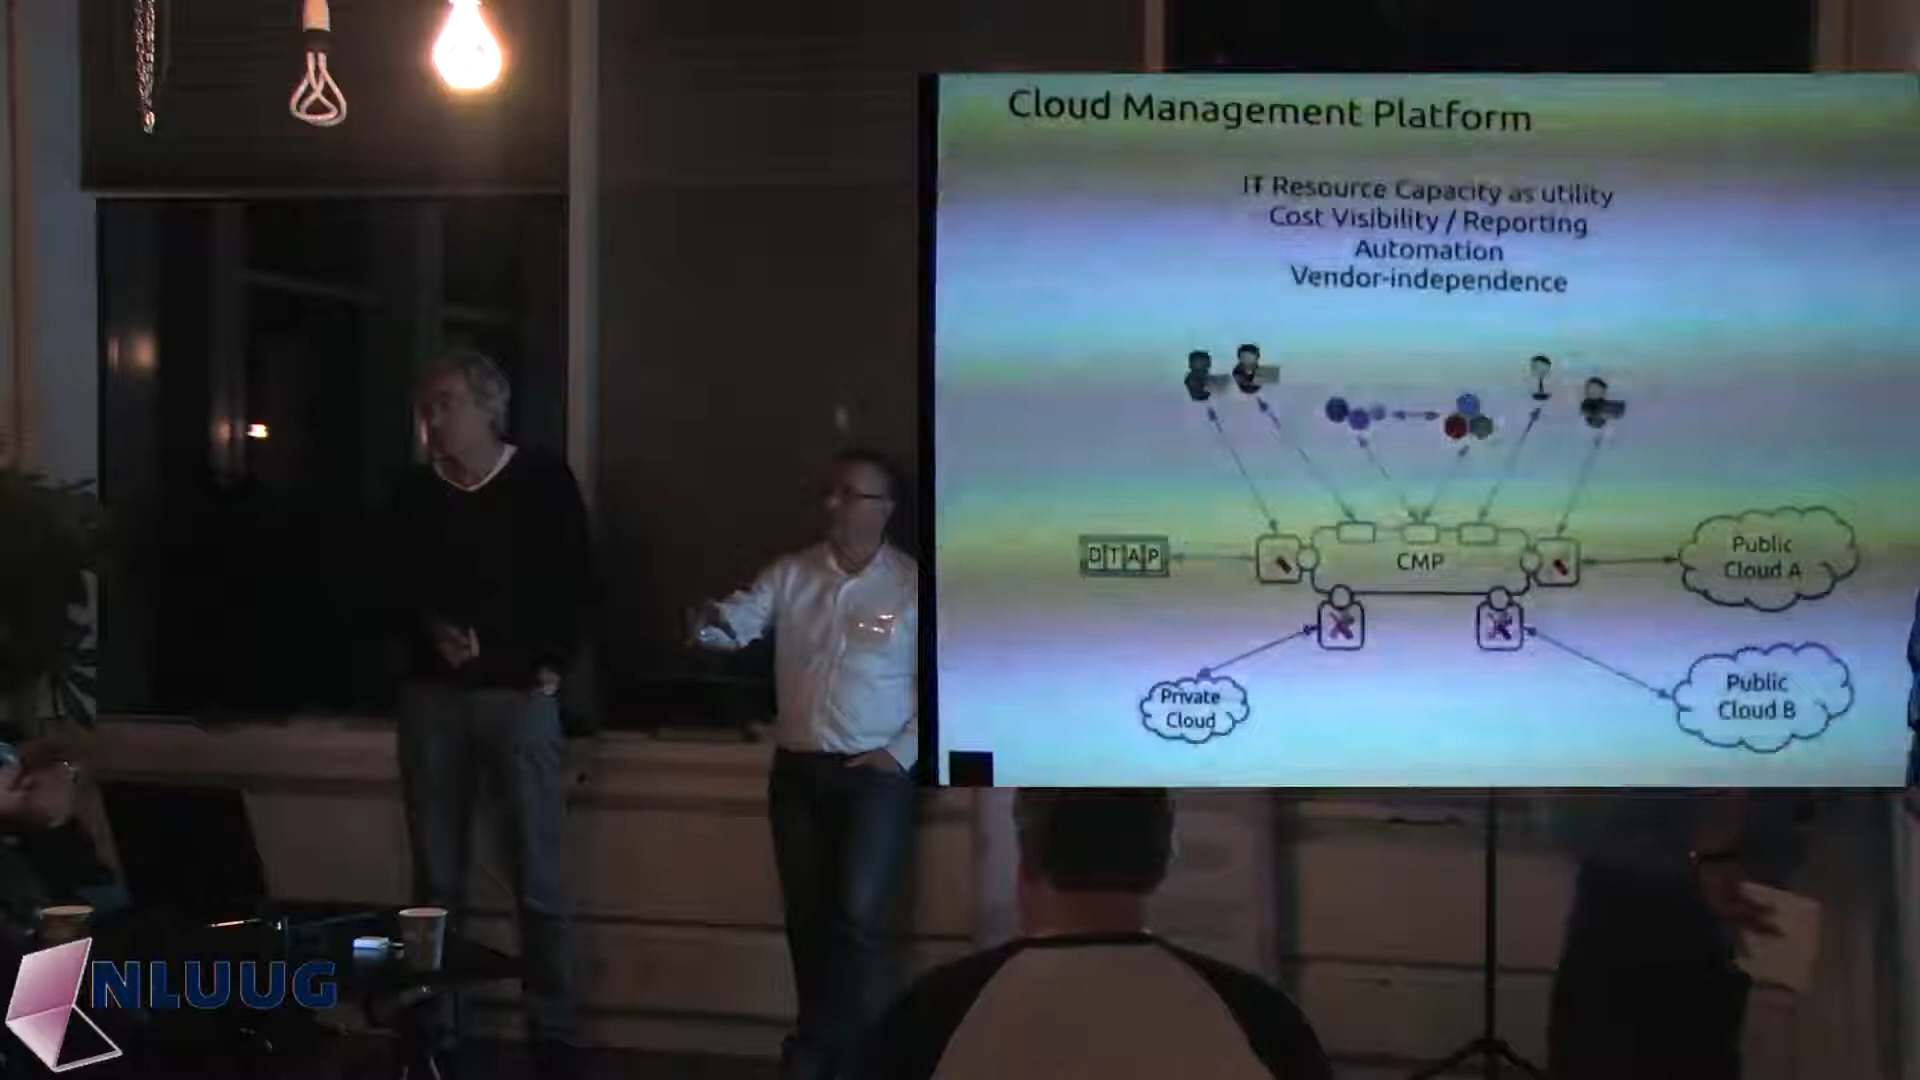 Cloud Management Platform
IT Resource Capacity as utility
Cost Visibility / Reporting
Automation
Vendor-independence
DTAP
CMP
Public
Cloud A
Private
Cloud
Public
Cloud B
NLUUG